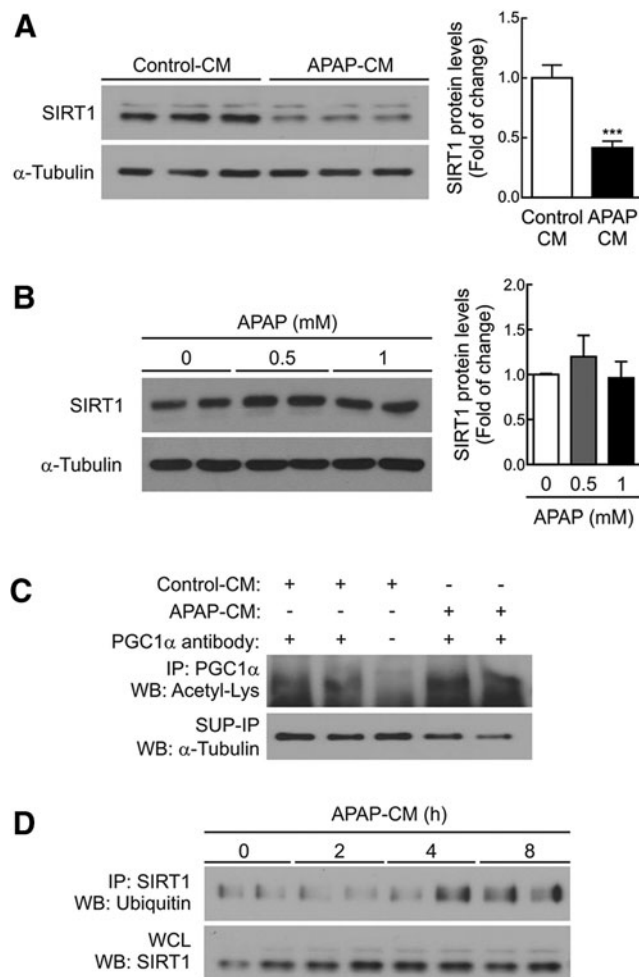 A
Control-CM APAP-CM
SIRT1
α-Tubulin
SIRT1 protein levels
(Fold of change)
1.5
1.0
0.5
0.0
***
Control APAP
CM CM
B
APAP (mM)
0 0.5 1
SIRT1
α-Tubulin
SIRT1 protein levels
(Fold of change)
2.0
1.5
1.0
0.5
0.0
0 0.5 1
APAP (mM)
C
Control-CM: + + + - -
APAP-CM: - - - + +
PGC1α antibody: + + - + +
IP: PGC1α
WB: Acetyl-Lys
SUP-IP
WB: α-Tubulin
D
APAP-CM (h)
0 2 4 8
IP: SIRT1
WB: Ubiquitin
WCL
WB: SIRT1